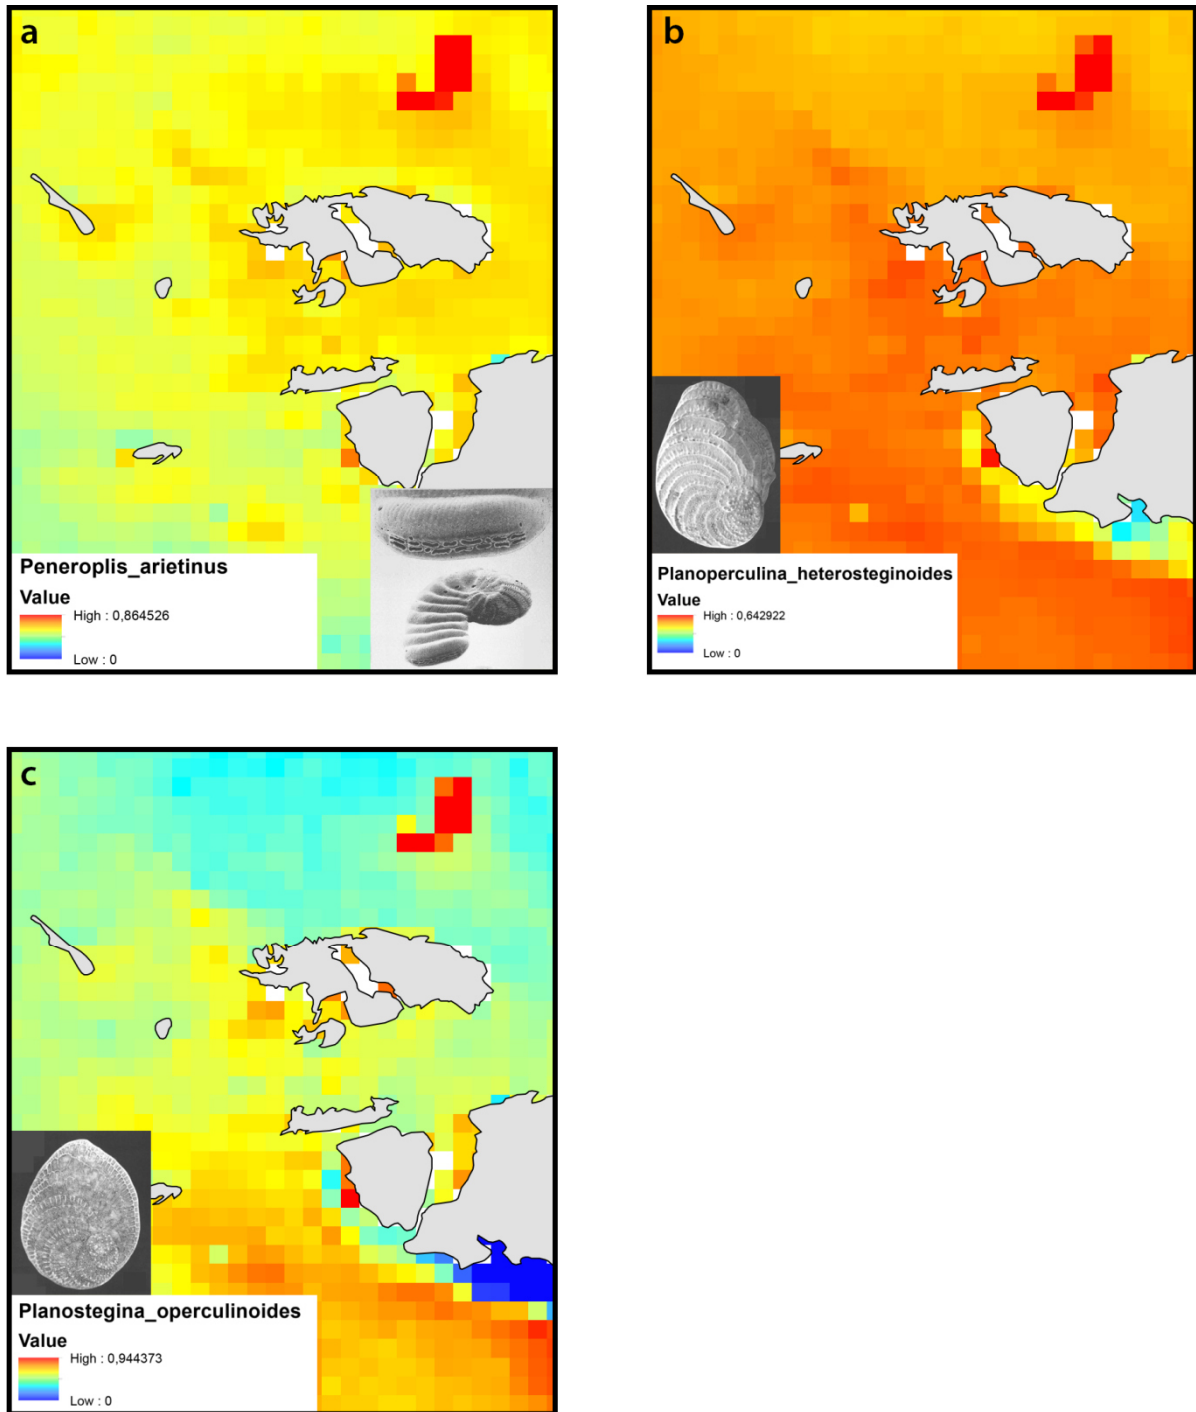 a
Peneroplis_arietinus
Value
High : 0,864526
Low : 0
b
Planoperculina_heterosteginoides
Value
High : 0,642922
Low : 0
c
Planostegina_operculinoides
Value
High : 0,944373
Low : 0